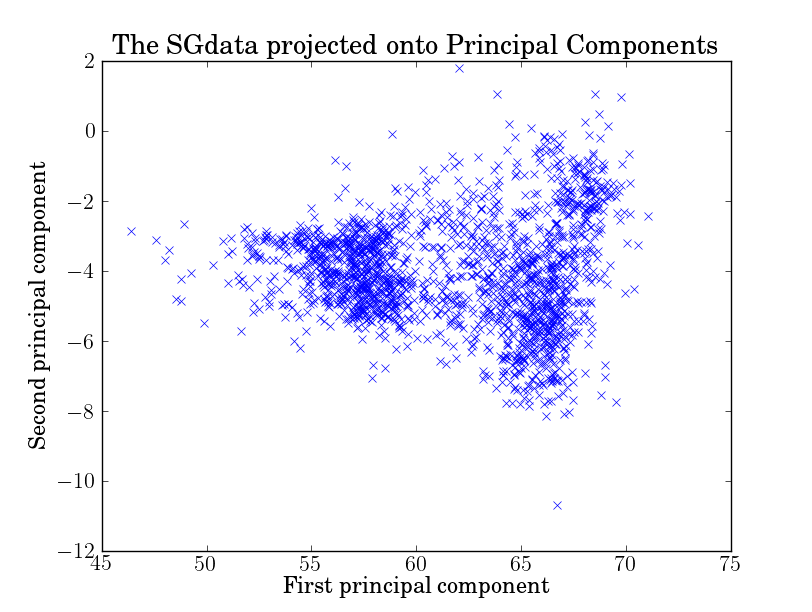 The SGdata projected onto Principal Components
2
0
−2
−4
−6
−8
−10
−12
Second principal component
45 50 55 60 65 70 75
First principal component